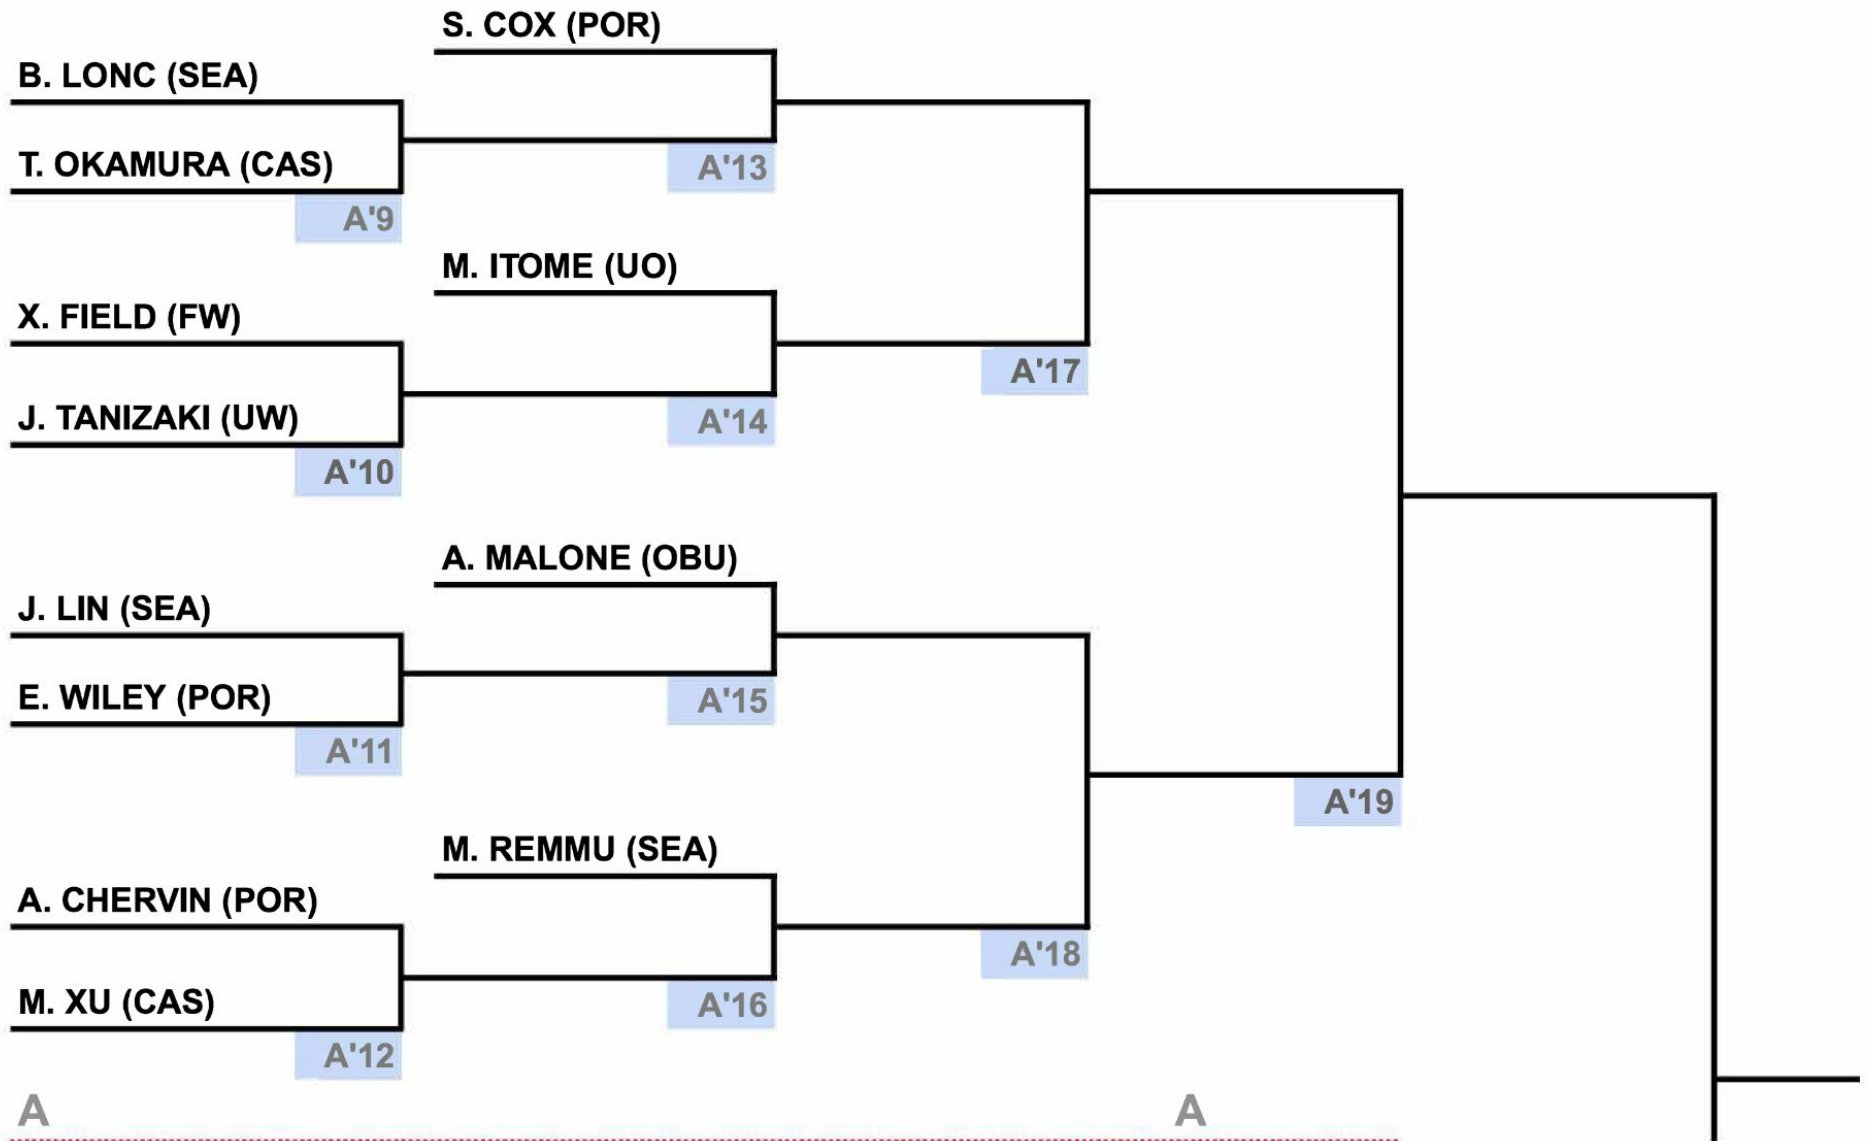 S. COX (POR)
B. LONC (SEA)
T. OKAMURA (CAS)
A'13
A'9
M. ITOME (UO)
X. FIELD (FW)
A'17
J. TANIZAKI (UW)
A'14
A'10
A. MALONE (OBU)
J. LIN (SEA)
E. WILEY (POR)
A'15
A'11
A'19
M. REMMU (SEA)
A. CHERVIN (POR)
A'18
M. XU (CAS)
A'16
A'12
A
A